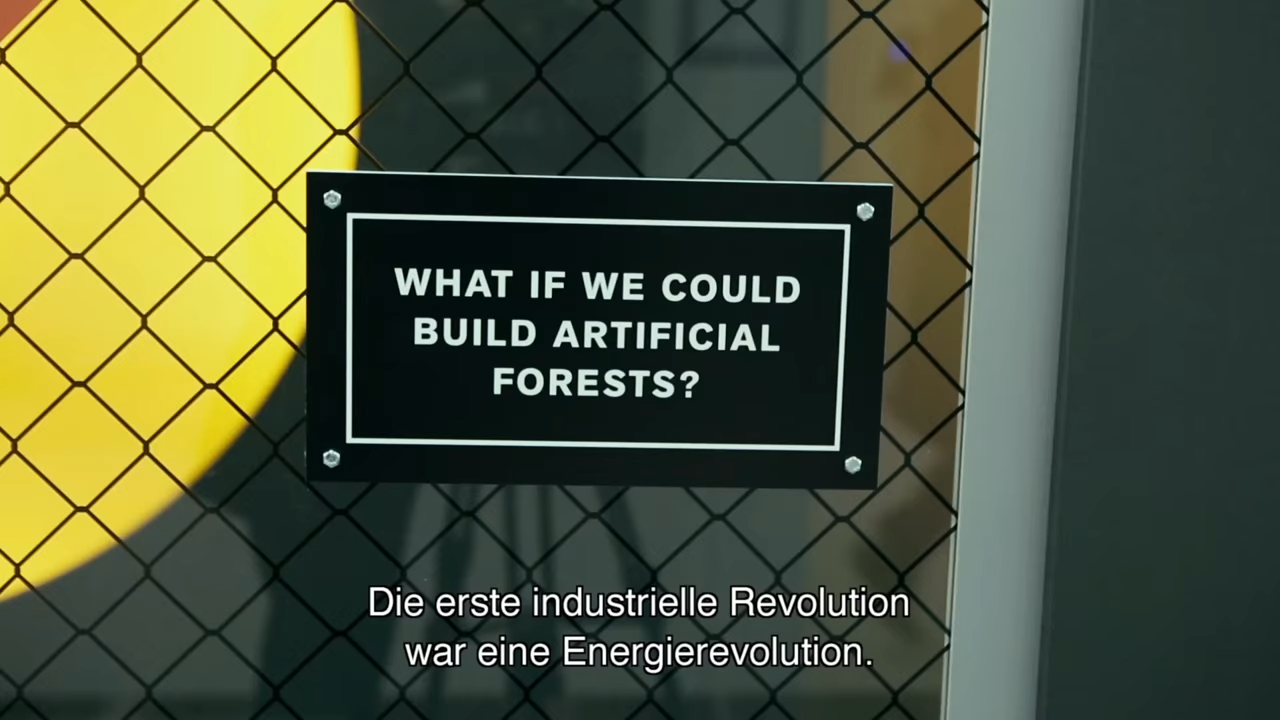 WHAT IF WE COULD
BUILD ARTIFICIAL
FORESTS?
Die erste industrielle Revolution
war eine Energierevolution.